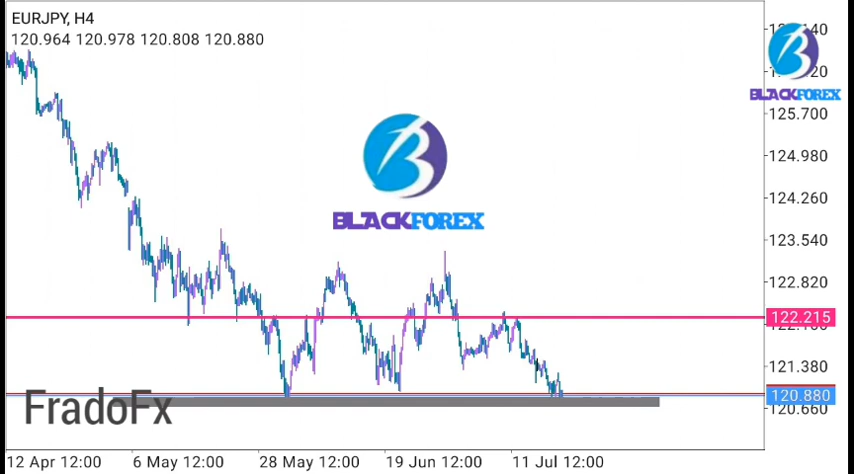 EURJPY, H4
120.964 120.978 120.808 120.880
BLACKFOREX
BLACKFOREX
125.700
124.980
124.260
123.540
122.820
122.215
121.380
120.880
120.660
FradoFx
12 Apr 12:00
6 May 12:00
28 May 12:00
19 Jun 12:00
11 Jul 12:00